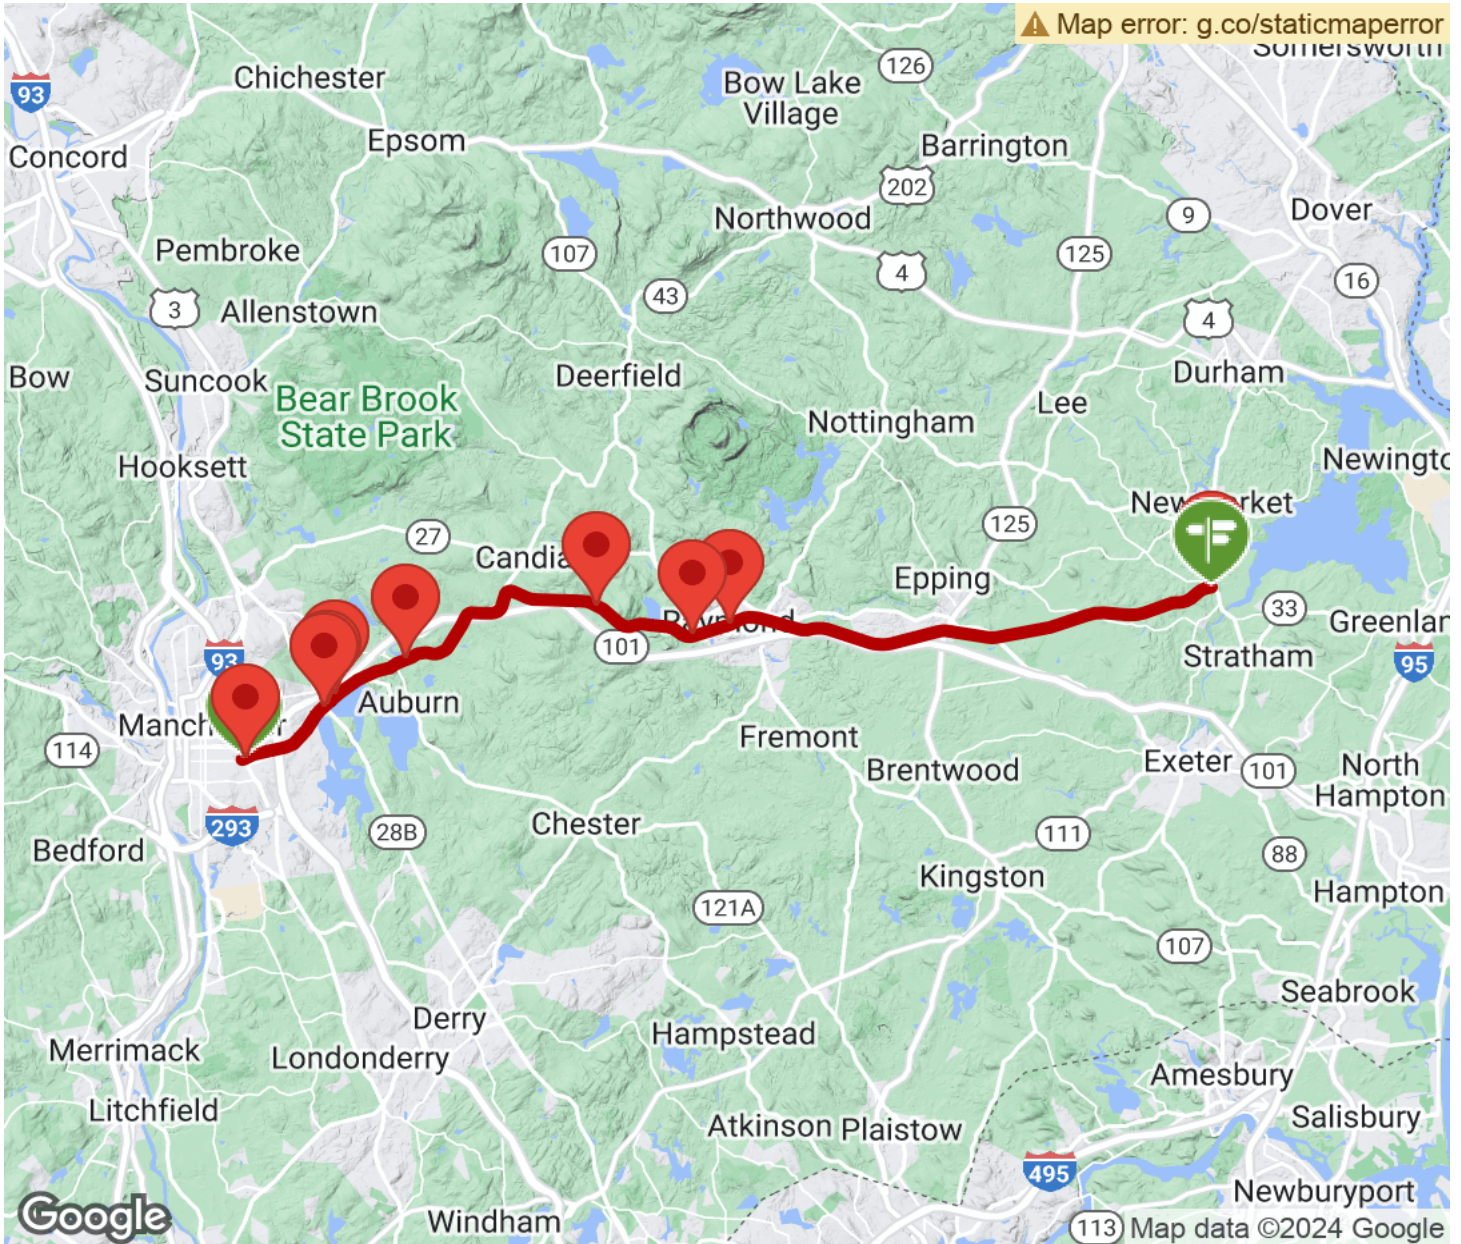 Map error: g.co/staticmaperror
Somersworth
126
Chichester
Bow Lake
Village
93
Epsom
Barrington
Concord
202
Northwood
9
Dover
Pembroke
107
125
4
16
43
3
Allenstown
4
Bow
Suncook
Deerfield
Durham
Bear Brook
State Park
Lee
Nottingham
Hooksett
27
125
Candia
Epping
33
Greenlan
101
93
Stratham
95
Auburn
114
Fremont
Exeter
101
North
Hampton
Brentwood
293
28B
Chester
111
Bedford
88
Kingston
Hampton
121A
107
Seabrook
Derry
Hampstead
Merrimack
Londonderry
Amesbury
Litchfield
Atkinson
Plaistow
Salisbury
495
Newburyport
Google
Windham
113
Map data ©2024 Google